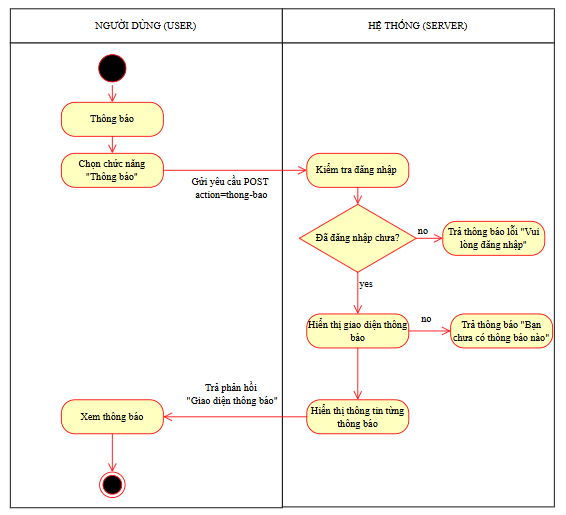 NGƯỜI DÙNG (USER)
HỆ THỐNG (SERVER)
Thông báo
Chọn chức năng
"Thông báo"
Gửi yêu cầu POST
action=thong-bao
Kiểm tra đăng nhập
Đã đăng nhập chưa?
no
Trả thông báo lỗi "Vui
lòng đăng nhập"
yes
Hiển thị giao diện thông
báo
no
Trả thông báo "Bạn
chưa có thông báo nào"
Hiển thị thông tin từng
thông báo
Trả phản hồi
"Giao diện thông báo"
Xem thông báo